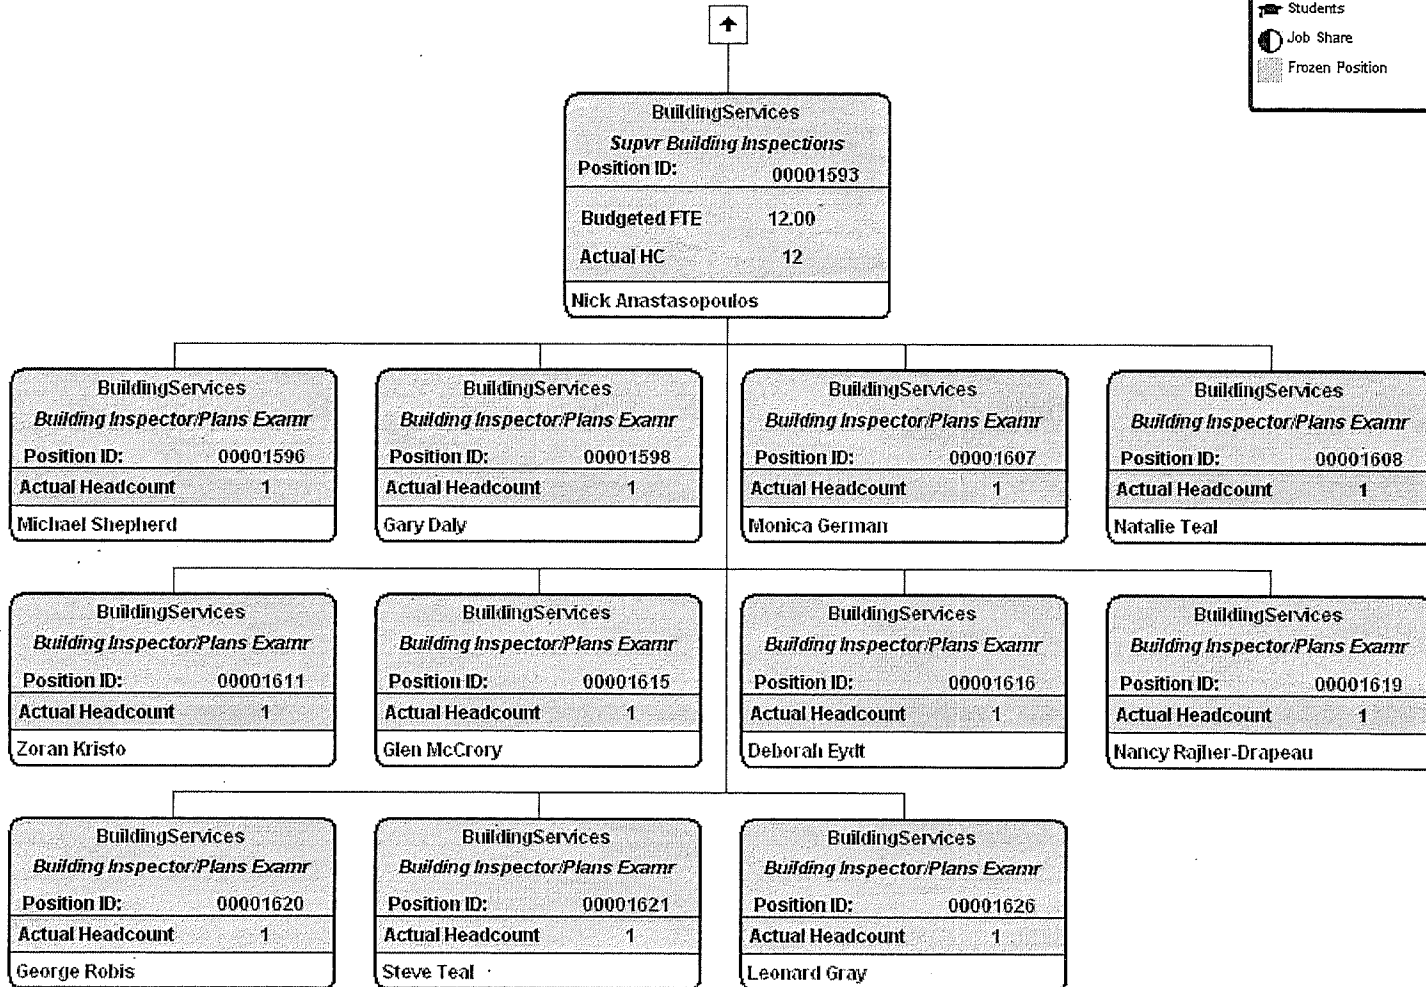 Students
Job Share
Frozen Position
BuildingServices
Supvr Building Inspections
Position ID: 00001593
Budgeted FTE 12.00
Actual HC 12
Nick Anastasopoulos
BuildingServices
Building Inspector/Plans Examr
Position ID: 00001596
Actual Headcount 1
Michael Shepherd
BuildingServices
Building Inspector/Plans Examr
Position ID: 00001598
Actual Headcount 1
Gary Daly
BuildingServices
Building Inspector/Plans Examr
Position ID: 00001607
Actual Headcount 1
Monica German
BuildingServices
Building Inspector/Plans Examr
Position ID: 00001608
Actual Headcount 1
Natalie Teal
BuildingServices
Building Inspector/Plans Examr
Position ID: 00001611
Actual Headcount 1
Zoran Kristo
BuildingServices
Building Inspector/Plans Examr
Position ID: 00001615
Actual Headcount 1
Glen McCrory
BuildingServices
Building Inspector/Plans Examr
Position ID: 00001616
Actual Headcount 1
Deborah Eydt
BuildingServices
Building Inspector/Plans Examr
Position ID: 00001619
Actual Headcount 1
Nancy Rajher-Drapeau
BuildingServices
Building Inspector/Plans Examr
Position ID: 00001620
Actual Headcount 1
George Robis
BuildingServices
Building Inspector/Plans Examr
Position ID: 00001621
Actual Headcount 1
Steve Teal
BuildingServices
Building Inspector/Plans Examr
Position ID: 00001626
Actual Headcount 1
Leonard Gray